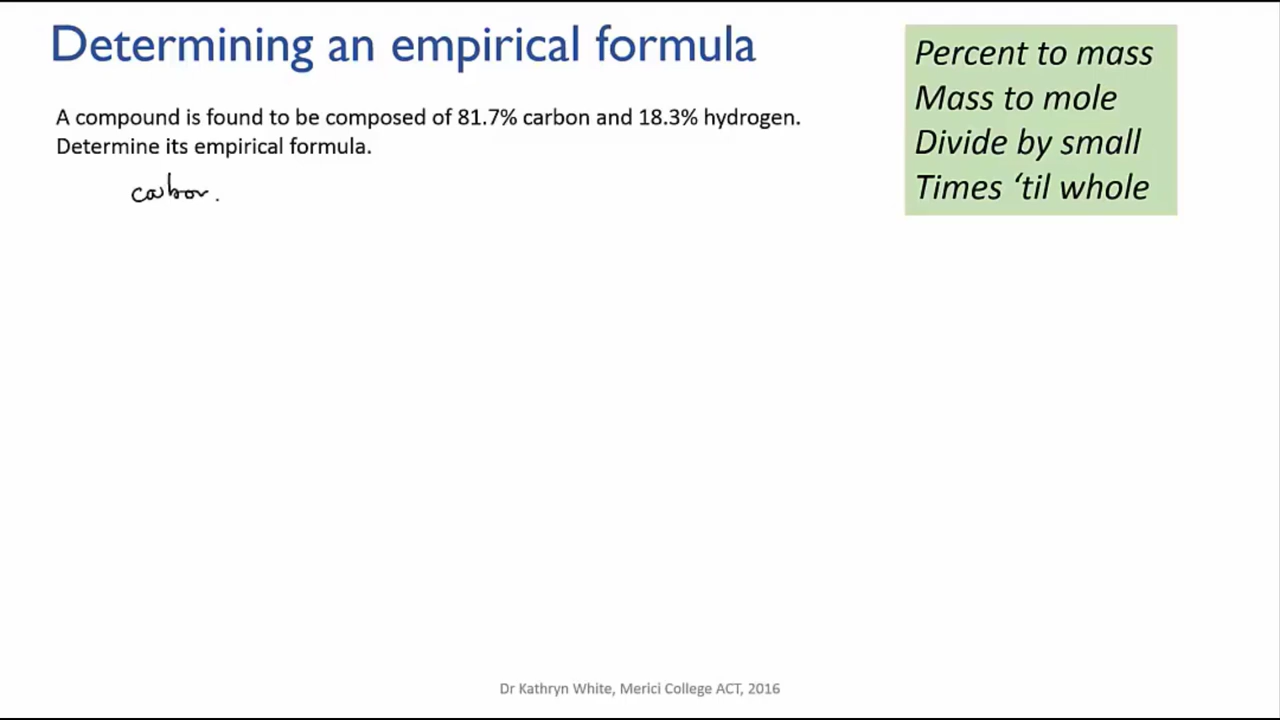 Determining an empirical formula
A compound is found to be composed of 81.7% carbon and 18.3% hydrogen.
Determine its empirical formula.
carbon.
Percent to mass
Mass to mole
Divide by small
Times ‘til whole
Dr Kathryn White, Merici College ACT, 2016